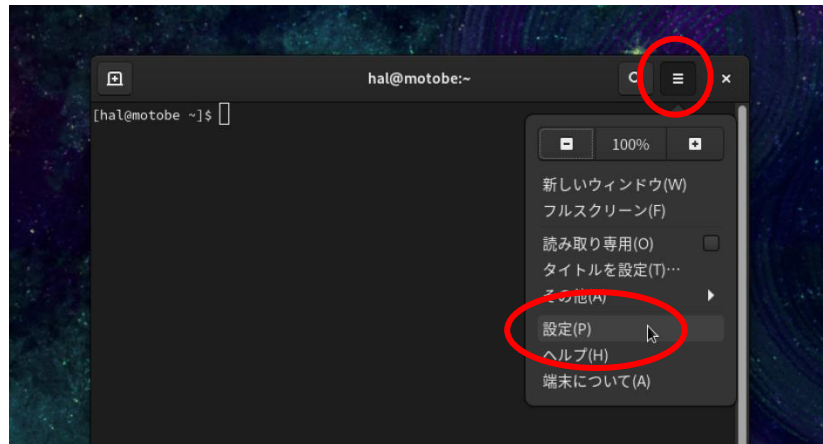 hal@motobe:~
[hal@motobe ~]$
100%
新しいウィンドウ(W)
フルスクリーン(F)
読み取り専用(O)
タイトルを設定(T)…
その他(A)
設定(P)
ヘルプ(H)
端末について(A)